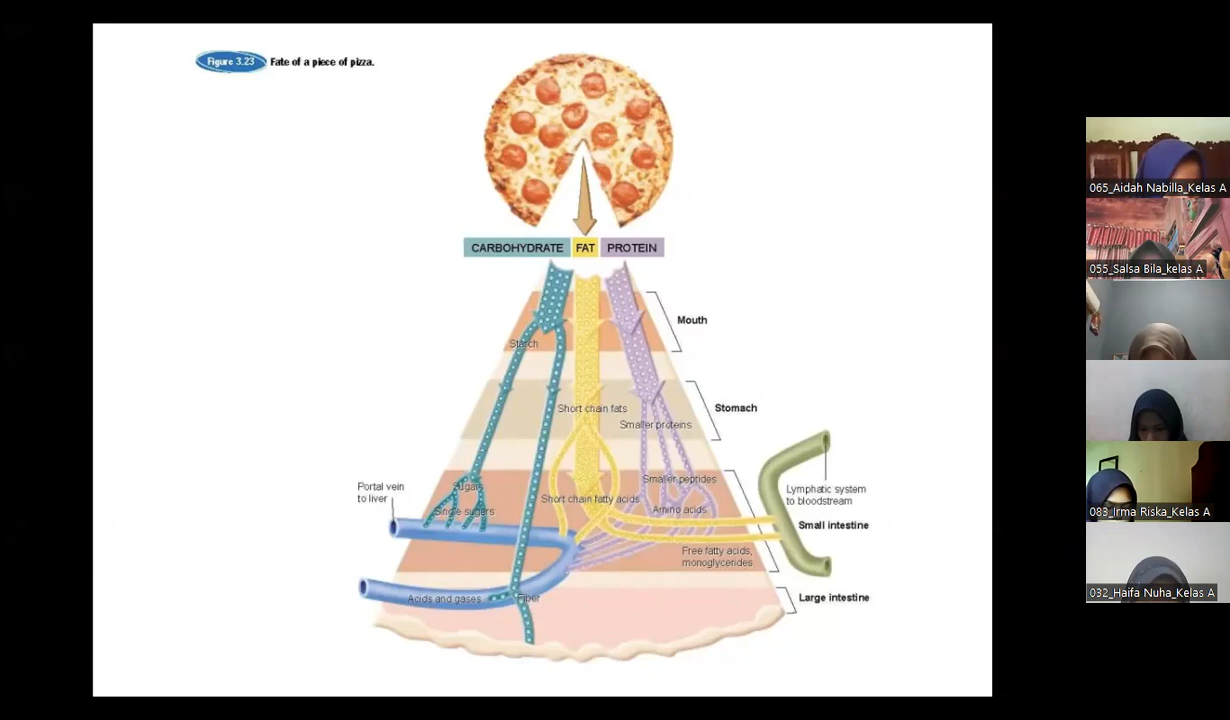 Figure 3.23 Fate of a piece of pizza.
CARBOHYDRATE FAT PROTEIN
Mouth
Starch
Short chain fats
Stomach
Smaller proteins
Smaller peptides
Portal vein
to liver
Sugars
Short chain fatty acids
Lymphatic system
to bloodstream
Single sugars
Amino acids
Small intestine
Free fatty acids,
monoglycerides
Acids and gases
Fiber
Large intestine
065_Aidah Nabilla_Kelas A
055_Salsa Bila_kelas A
083_Irma Riska_Kelas A
032_Haifa Nuha_Kelas A